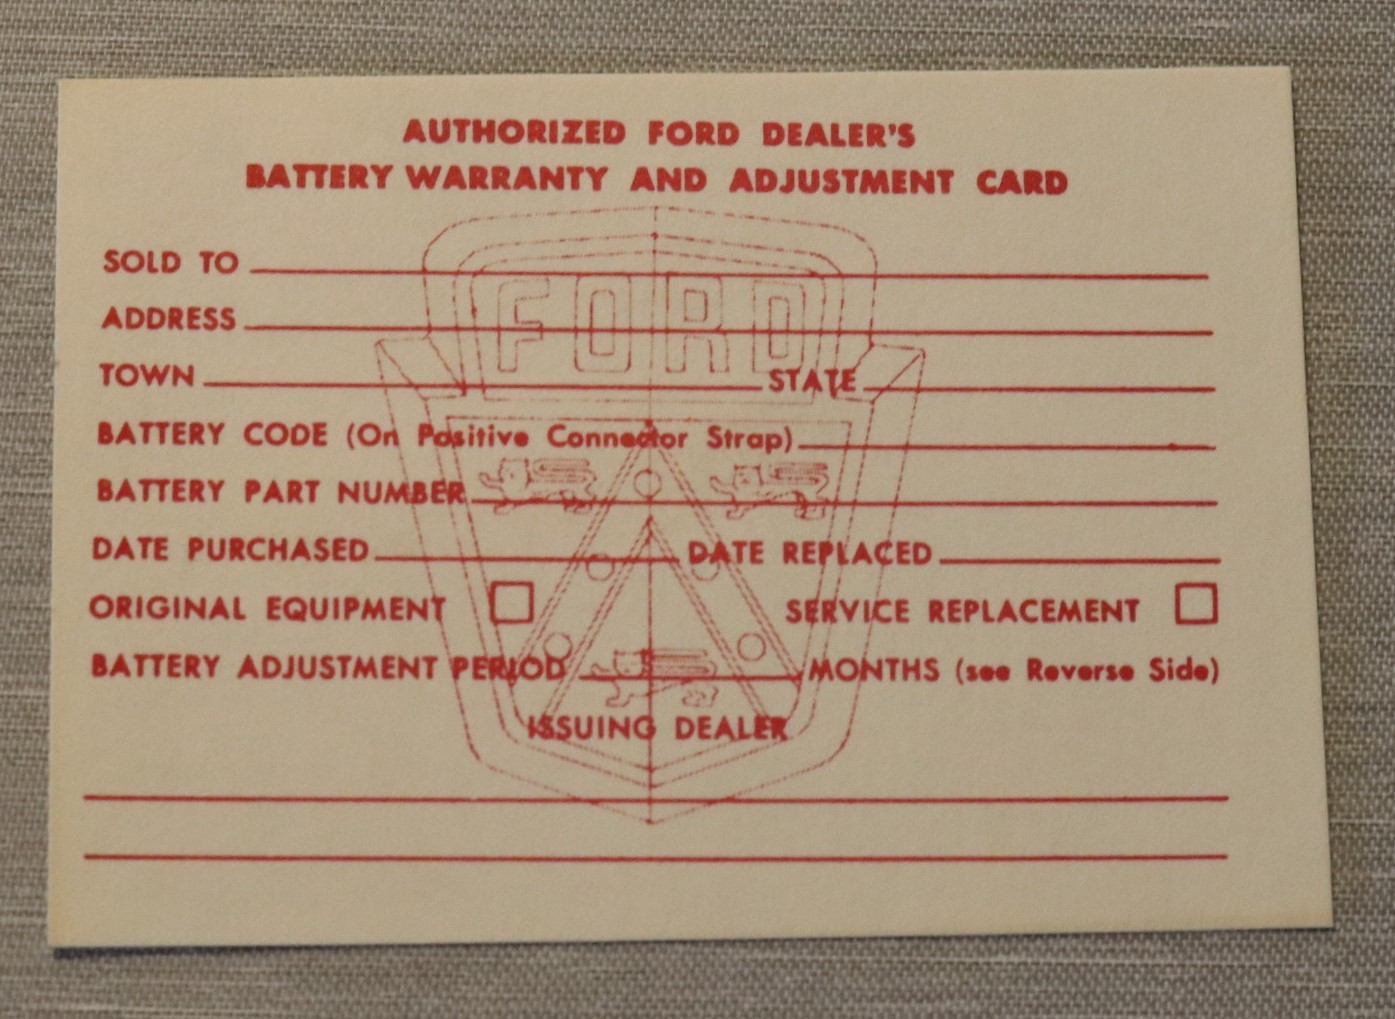 AUTHORIZED FORD DEALER'S
BATTERY WARRANTY AND ADJUSTMENT CARD
FORD
SOLD TO
ADDRESS
TOWN STATE
BATTERY CODE (On Positive Connector Strap)
BATTERY PART NUMBER
DATE PURCHASED DATE REPLACED
ORIGINAL EQUIPMENT SERVICE REPLACEMENT
BATTERY ADJUSTMENT PERIOD MONTHS (see Reverse Side)
ISSUING DEALER